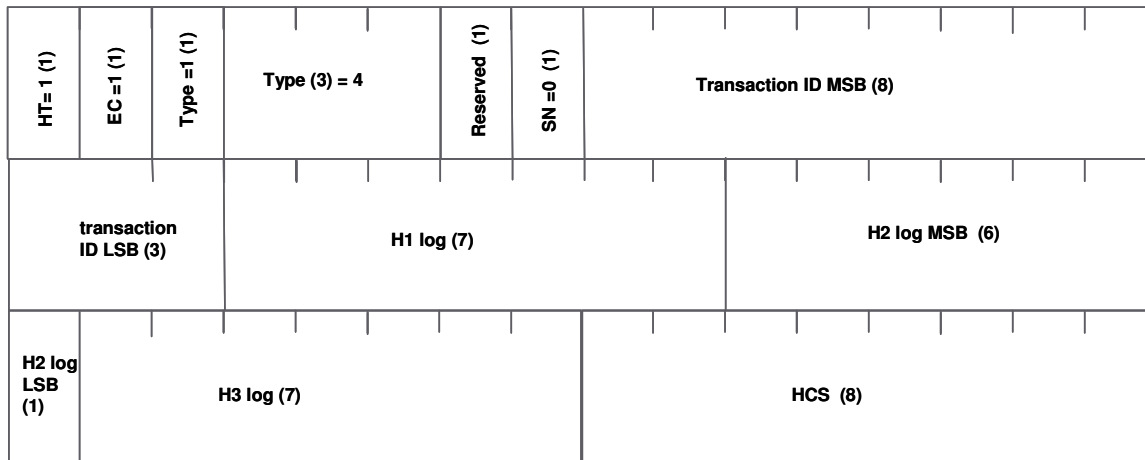 HT= 1 (1)
EC =1 (1)
Type =1 (1)
Type (3) = 4
Reserved (1)
SN =0 (1)
Transaction ID MSB (8)
transaction
ID LSB (3)
H1 log (7)
H2 log MSB (6)
H2 log
LSB
(1)
H3 log (7)
HCS (8)